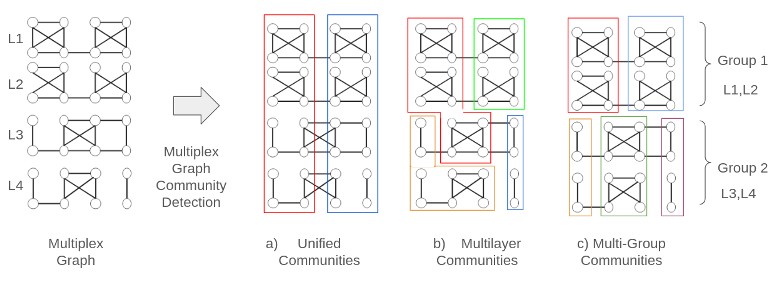 L1
L2
L3
L4
Multiplex
Graph
Multiplex
Graph
Community
Detection
a) Unified
Communities
b) Multilayer
Communities
c) Multi-Group
Communities
Group 1
L1,L2
Group 2
L3,L4